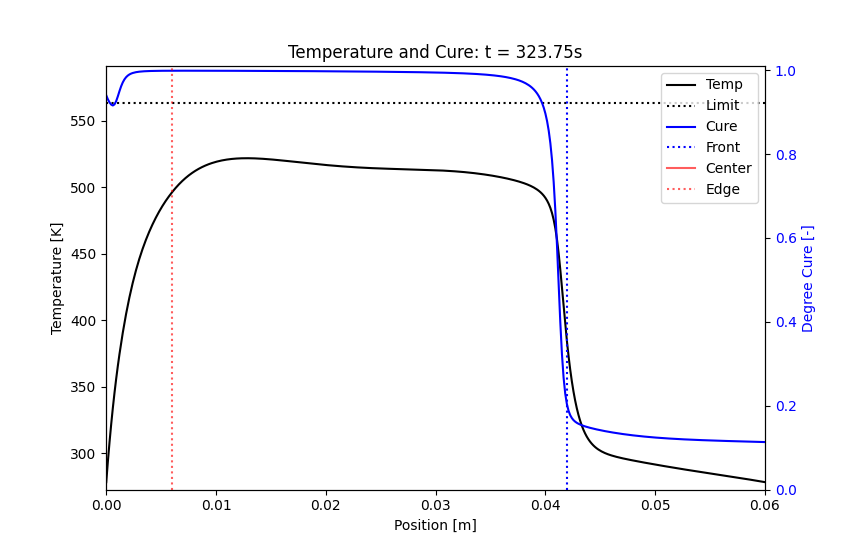 Temperature and Cure: t = 323.75s
Temp
Limit
Cure
Front
Center
Edge
550
500
450
400
350
300
Temperature [K]
1.0
0.8
0.6
0.4
0.2
0.0
Degree Cure [-]
0.00 0.01 0.02 0.03 0.04 0.05 0.06
Position [m]